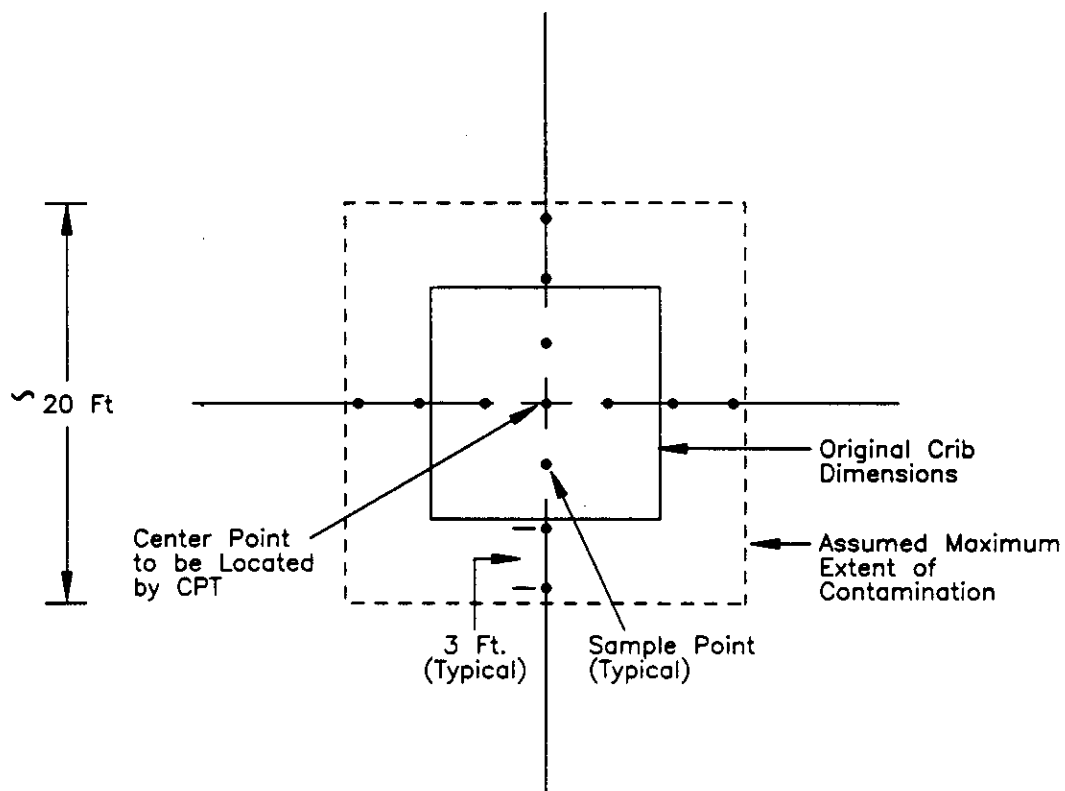 ~ 20 Ft
Original Crib
Dimensions
Center Point
to be Located
by CPT
Assumed Maximum
Extent of
Contamination
3 Ft.
(Typical)
Sample Point
(Typical)